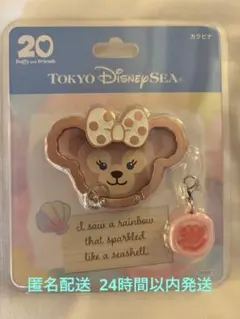 20
Duffy and Friends
カラビナ
TOKYO DISNEYSEA®
I saw a rainbow
that sparkled
like a seashell.
匿名配送 24時間以内発送